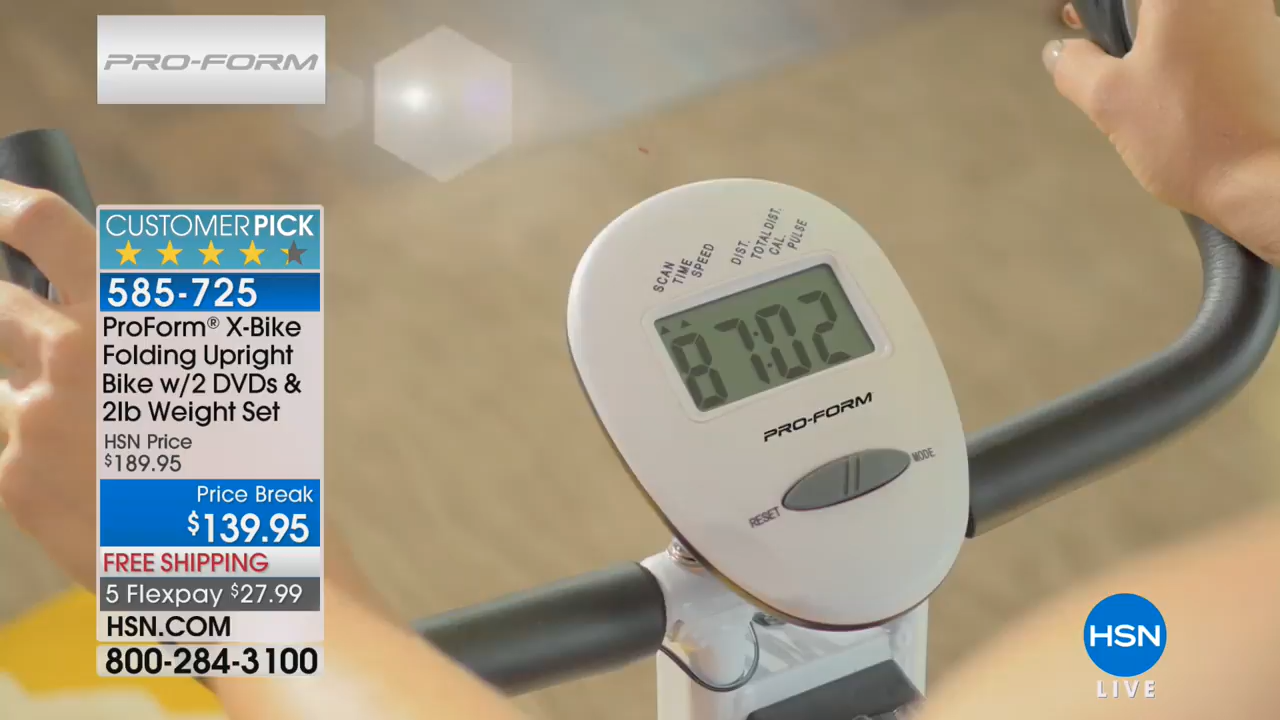 PRO-FORM
CUSTOMER PICK
585-725
ProForm® X-Bike
Folding Upright
Bike w/2 DVDs &
2lb Weight Set
HSN Price
$189.95
Price Break
$139.95
FREE SHIPPING
5 Flexpay $27.99
HSN.COM
800-284-3100
SCAN
TIME
SPEED
DIST.
TOTAL DIST.
CAL.
PULSE
87:02
PRO-FORM
RESET
MODE
HSN
LIVE